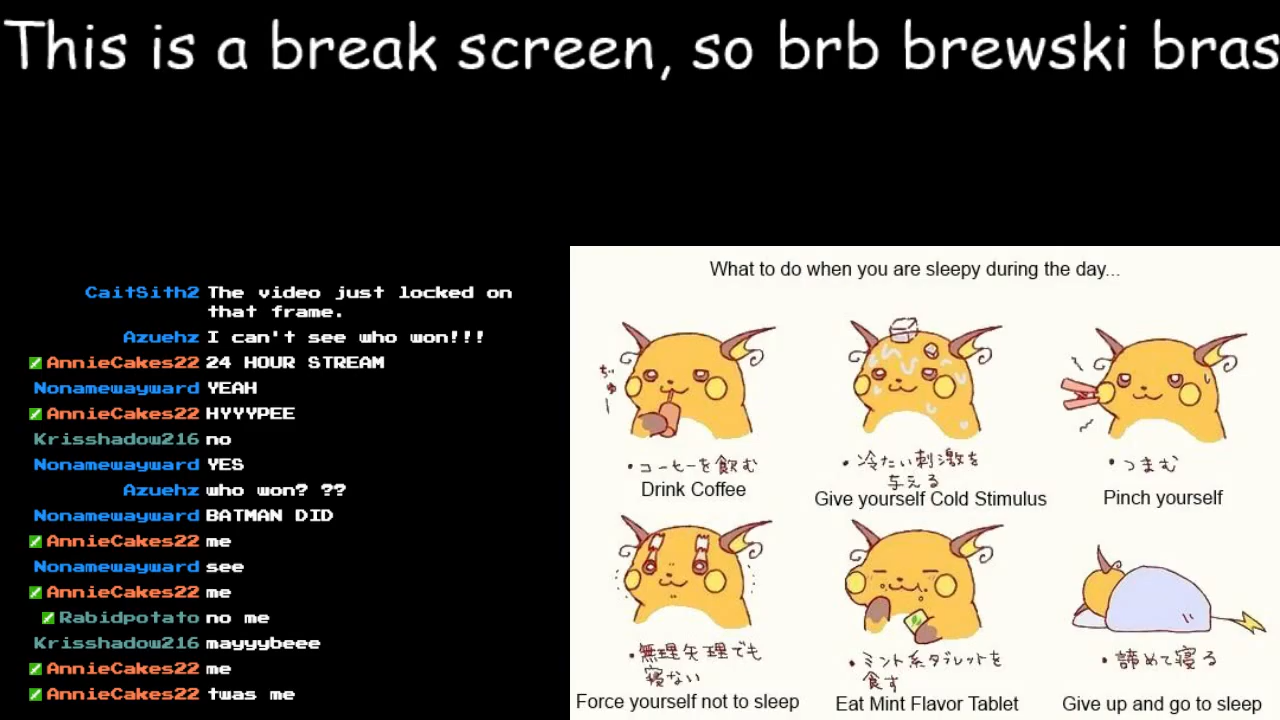 This is a break screen, so brb brewski bras
CaitSith2 The video just locked on
that frame.
Azuehz I can't see who won!!!
AnnieCakes22 24 HOUR STREAM
Nonamewayward YEAH
AnnieCakes22 HYYYPEE
Krisshadow216 no
Nonamewayward YES
Azuehz who won? ??
Nonamewayward BATMAN DID
AnnieCakes22 me
Nonamewayward see
AnnieCakes22 me
Rabidpotato no me
Krisshadow216 mayyybeee
AnnieCakes22 me
AnnieCakes22 twas me
What to do when you are sleepy during the day...
・コーヒーを飲む
Drink Coffee
・冷たい刺激を
与える
Give yourself Cold Stimulus
・つまむ
Pinch yourself
・無理矢理でも
寝ない
Force yourself not to sleep
・ミント系タブレットを
食す
Eat Mint Flavor Tablet
・諦めて寝る
Give up and go to sleep